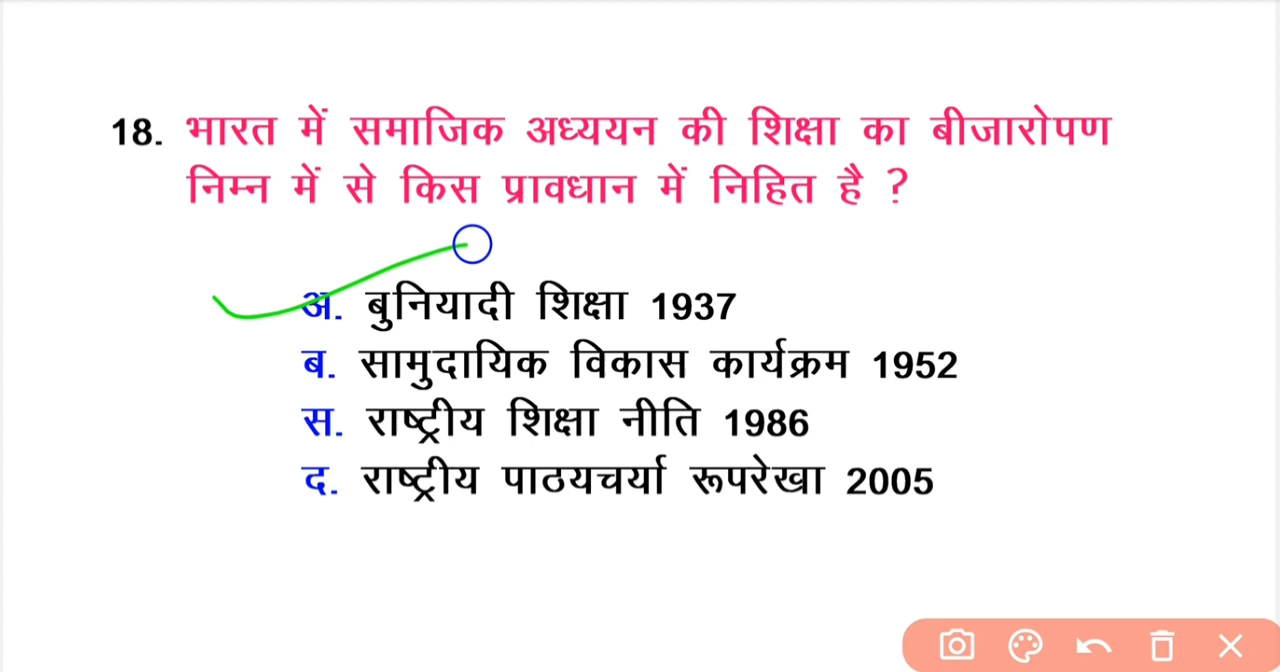 18. भारत में समाजिक अध्ययन की शिक्षा का बीजारोपण
निम्न में से किस प्रावधान में निहित है ?
अ. बुनियादी शिक्षा 1937
ब. सामुदायिक विकास कार्यक्रम 1952
स. राष्ट्रीय शिक्षा नीति 1986
द. राष्ट्रीय पाठयचर्या रूपरेखा 2005